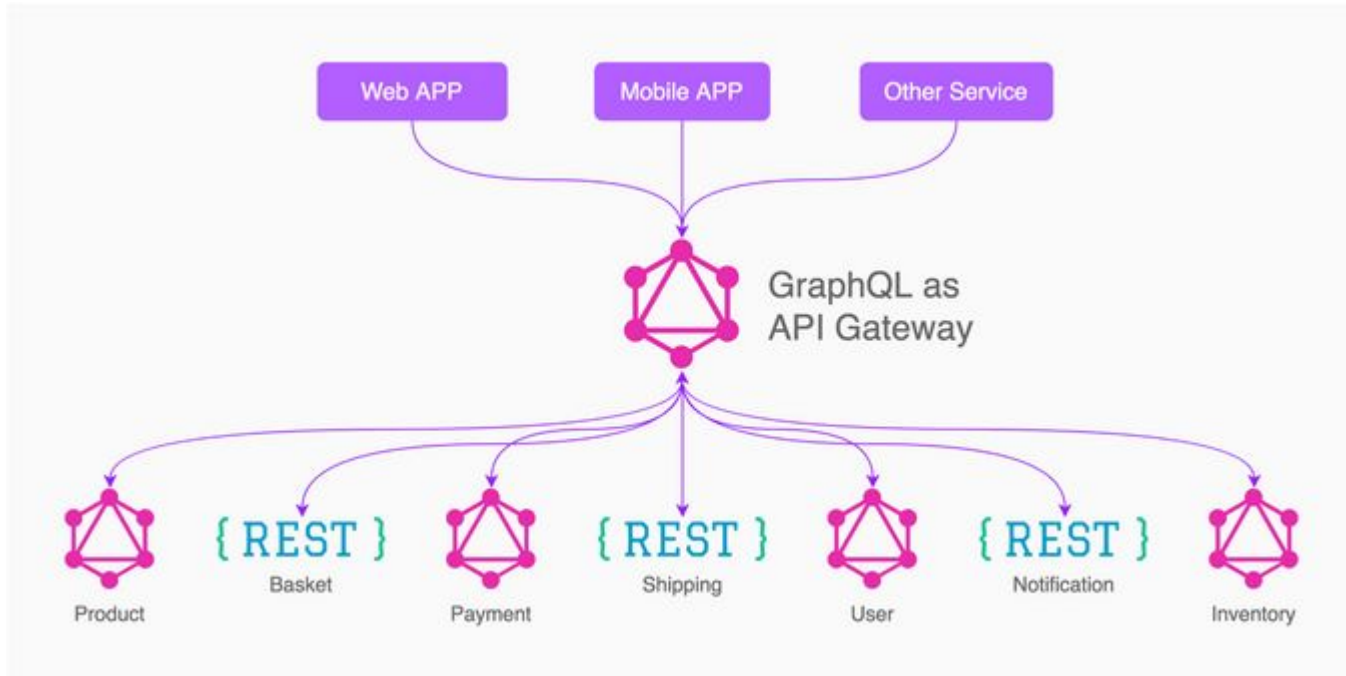 Web APP
Mobile APP
Other Service
GraphQL as
API Gateway
{ REST }
{ REST }
{ REST }
Basket
Shipping
Notification
Product
Payment
User
Inventory